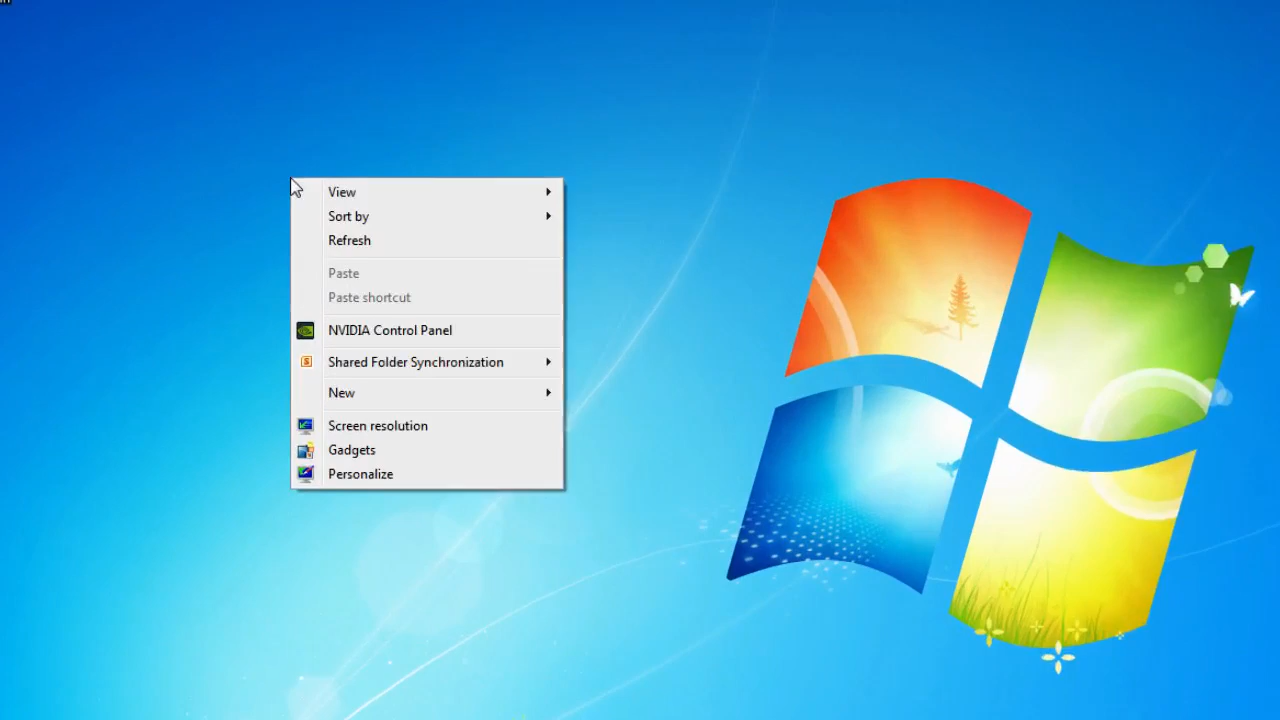 View
Sort by
Refresh
Paste
Paste shortcut
NVIDIA Control Panel
Shared Folder Synchronization
New
Screen resolution
Gadgets
Personalize